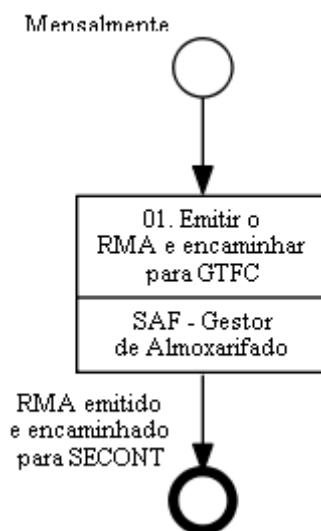 Mensalmente
01. Emitir o
RMA e encaminhar
para GTFC
SAF - Gestor
de Almoxarifado
RMA emitido
e encaminhado
para SECONT